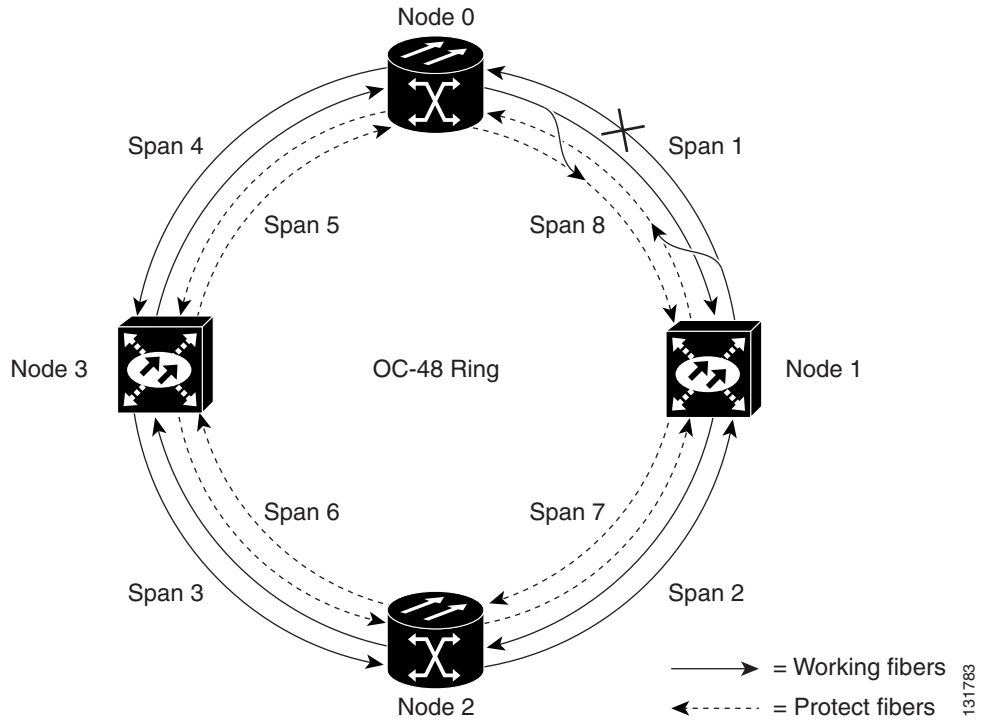 Node 0
Span 4
Span 1
Span 5
Span 8
Node 3
OC-48 Ring
Node 1
Span 6
Span 7
Span 3
Span 2
Node 2
= Working fibers
= Protect fibers
131783